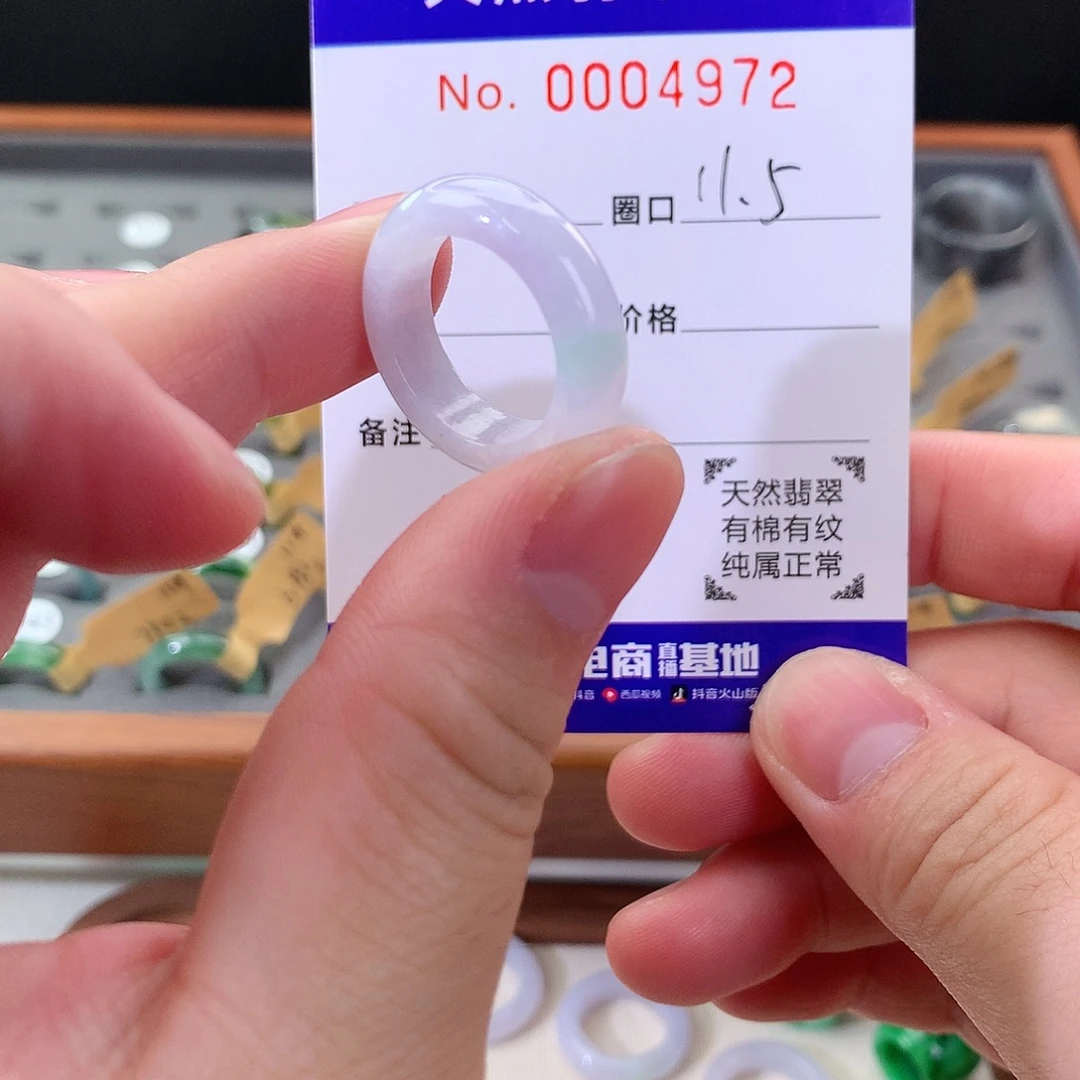 No. 0004972
圈口 11.5
价格
备注
天然翡翠
有棉有纹
纯属正常
电商直播基地
抖音 西瓜视频 抖音火山版